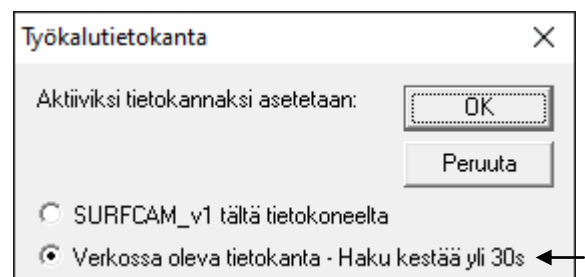 Työkalutietokanta
Aktiiviksi tietokannaksi asetetaan:
OK
Peruuta
SURFCAM_v1 tältä tietokoneelta
Verkossa oleva tietokanta - Haku kestää yli 30s